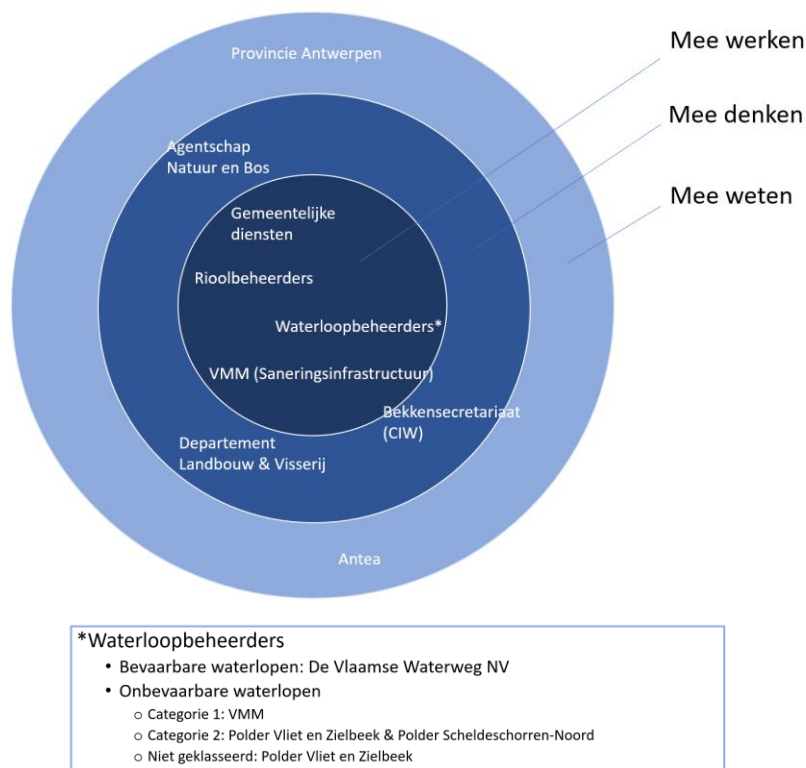 Mee werken
Provincie Antwerpen
Mee denken
Agentschap
Natuur en Bos
Mee weten
Gemeentelijke
diensten
Rioolbeheerders
Waterloopbeheerders*
VMM (Saneringsinfrastructuur)
Bekkensecretariaat
(CIW)
Departement
Landbouw & Visserij
Antea
*Waterloopbeheerders
• Bevaarbare waterlopen: De Vlaamse Waterweg NV
• Onbevaarbare waterlopen
o Categorie 1: VMM
o Categorie 2: Polder Vliet en Zielbeek & Polder Scheldeschorren-Noord
o Niet geklasseerd: Polder Vliet en Zielbeek